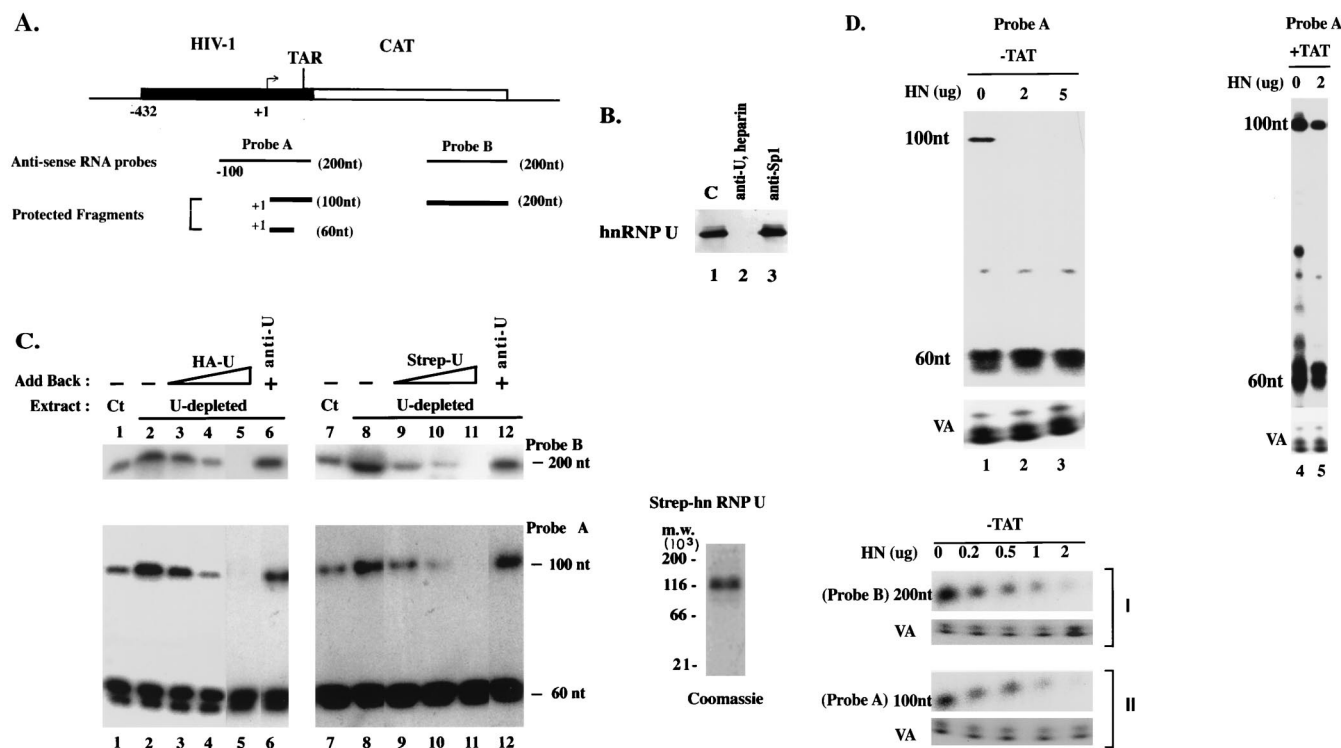 A.
HIV-1 CAT
TAR
-432 +1
Probe A Probe B
Anti-sense RNA probes (200nt) (200nt)
-100
Protected Fragments +1 (100nt) (200nt)
+1 (60nt)
B.
C anti-U, heparin anti-Sp1
hnRNP U
1 2 3
C.
HA-U anti-U Strep-U anti-U
Add Back : – – + – – +
Extract : Ct U-depleted Ct U-depleted
1 2 3 4 5 6 7 8 9 10 11 12
Probe B
– 200 nt
Probe A
– 100 nt
– 60 nt
1 2 3 4 5 6 7 8 9 10 11 12
Strep-hn RNP U
m.w.
(10³)
200 -
116 -
66 -
21 -
Coomassie
D.
Probe A
-TAT
HN (ug) 0 2 5
100nt
60nt
VA
1 2 3
Probe A
+TAT
HN (ug) 0 2
100nt
60nt
VA
4 5
-TAT
HN (ug) 0 0.2 0.5 1 2
(Probe B) 200nt
VA
I
(Probe A) 100nt
VA
II